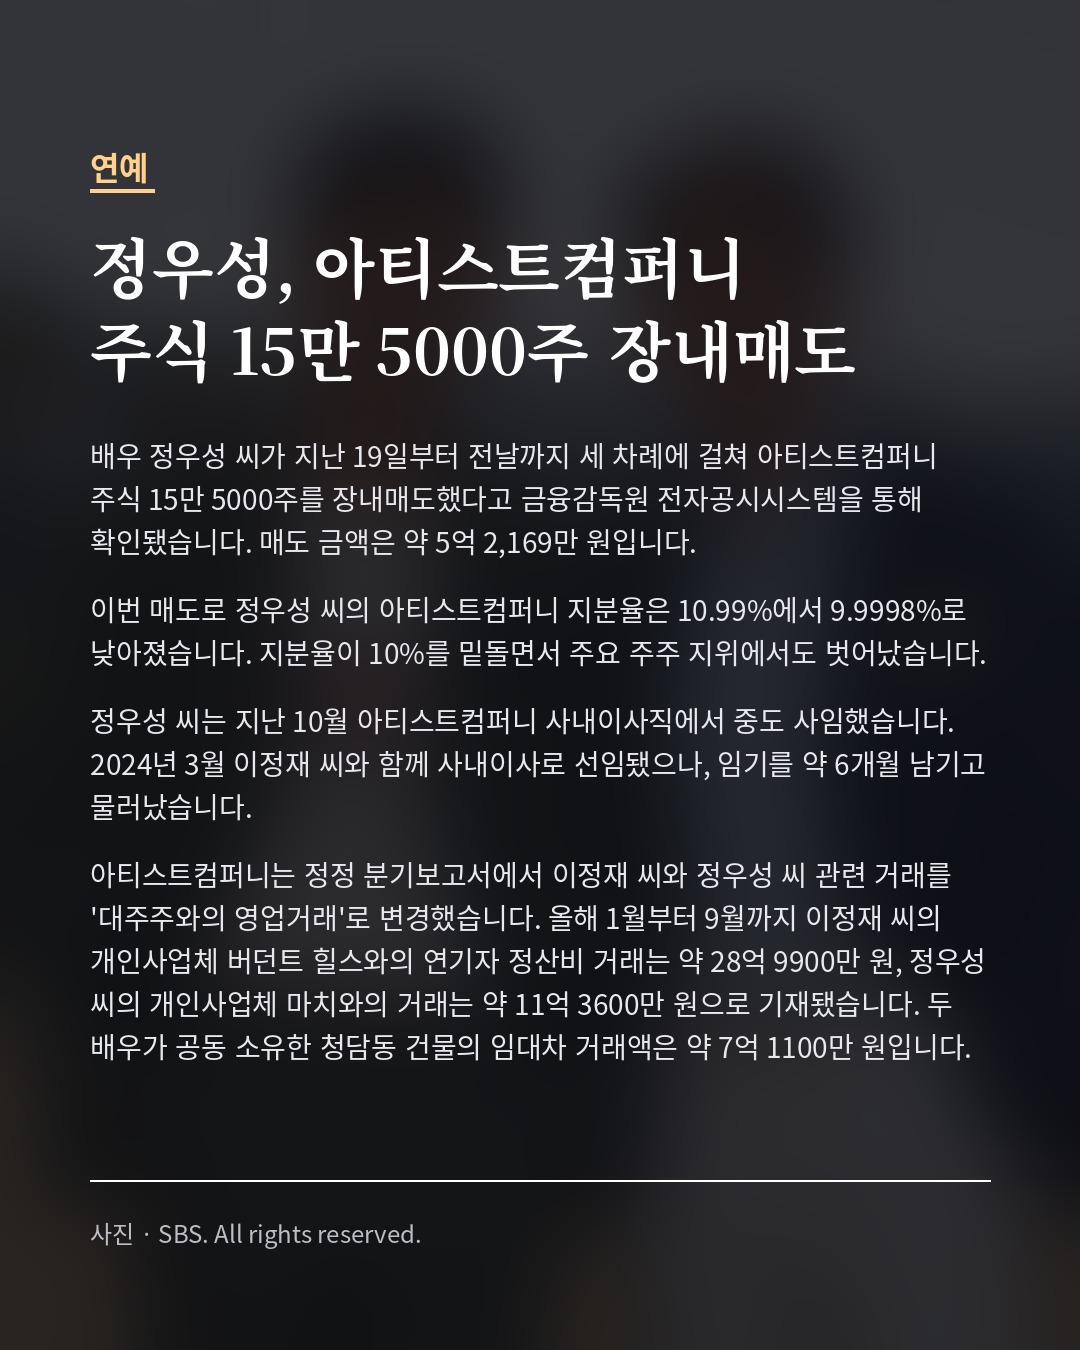 연예
정우성, 아티스트컴퍼니
주식 15만 5000주 장내매도
배우 정우성 씨가 지난 19일부터 전날까지 세 차례에 걸쳐 아티스트컴퍼니
주식 15만 5000주를 장내매도했다고 금융감독원 전자공시시스템을 통해
확인됐습니다. 매도 금액은 약 5억 2,169만 원입니다.
이번 매도로 정우성 씨의 아티스트컴퍼니 지분율은 10.99%에서 9.9998%로
낮아졌습니다. 지분율이 10%를 밑돌면서 주요 주주 지위에서도 벗어났습니다.
정우성 씨는 지난 10월 아티스트컴퍼니 사내이사직에서 중도 사임했습니다.
2024년 3월 이정재 씨와 함께 사내이사로 선임됐으나, 임기를 약 6개월 남기고
물러났습니다.
아티스트컴퍼니는 정정 분기보고서에서 이정재 씨와 정우성 씨 관련 거래를
'대주주와의 영업거래'로 변경했습니다. 올해 1월부터 9월까지 이정재 씨의
개인사업체 버던트 힐스와의 연기자 정산비 거래는 약 28억 9900만 원, 정우성
씨의 개인사업체 마치와의 거래는 약 11억 3600만 원으로 기재됐습니다. 두
배우가 공동 소유한 청담동 건물의 임대차 거래액은 약 7억 1100만 원입니다.
사진 · SBS. All rights reserved.